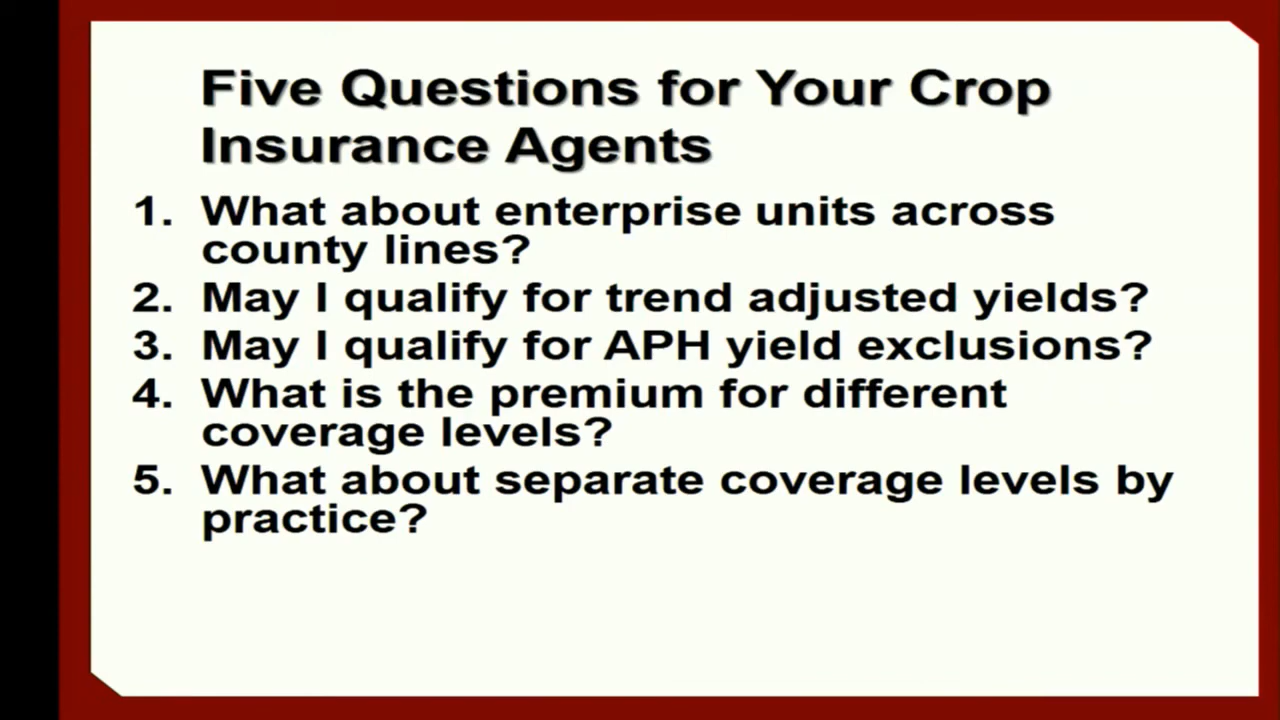 Five Questions for Your Crop
Insurance Agents
1. What about enterprise units across
county lines?
2. May I qualify for trend adjusted yields?
3. May I qualify for APH yield exclusions?
4. What is the premium for different
coverage levels?
5. What about separate coverage levels by
practice?